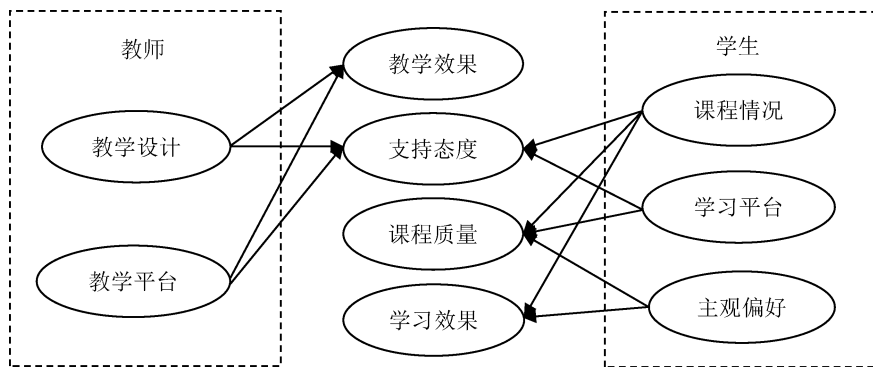 教师
教学设计
教学平台
教学效果
支持态度
课程质量
学习效果
学生
课程情况
学习平台
主观偏好